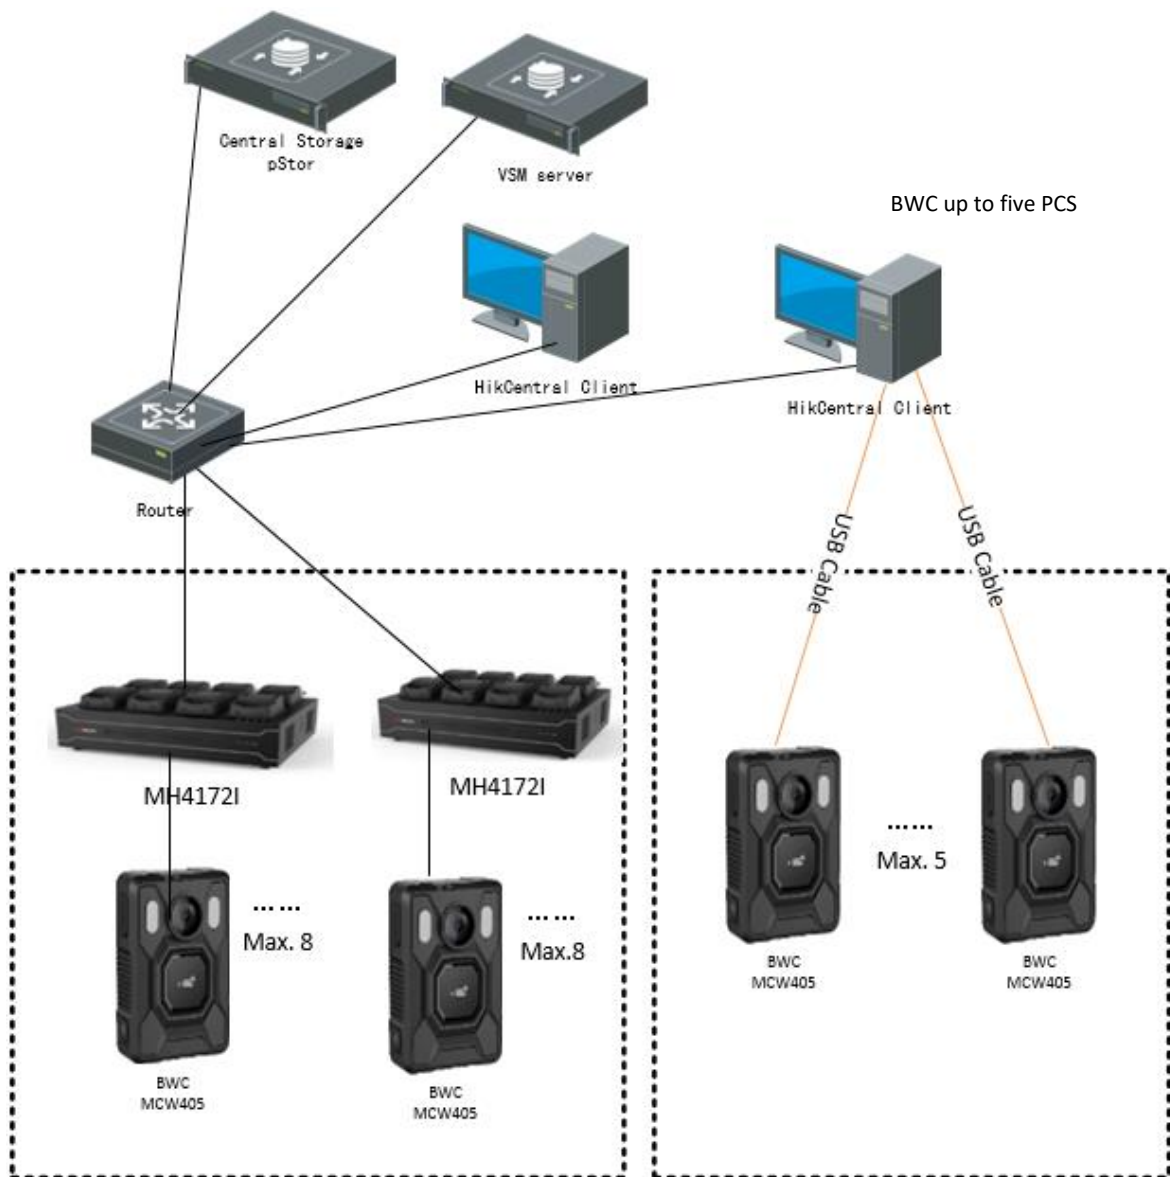 Central Storage
pStor
VSM server
BWC up to five PCS
HikCentral Client
HikCentral Client
Router
USB Cable
USB Cable
MH4172I
MH4172I
…… 
Max. 5
……
Max. 8
……
Max.8
BWC
MCW405
BWC
MCW405
BWC
MCW405
BWC
MCW405